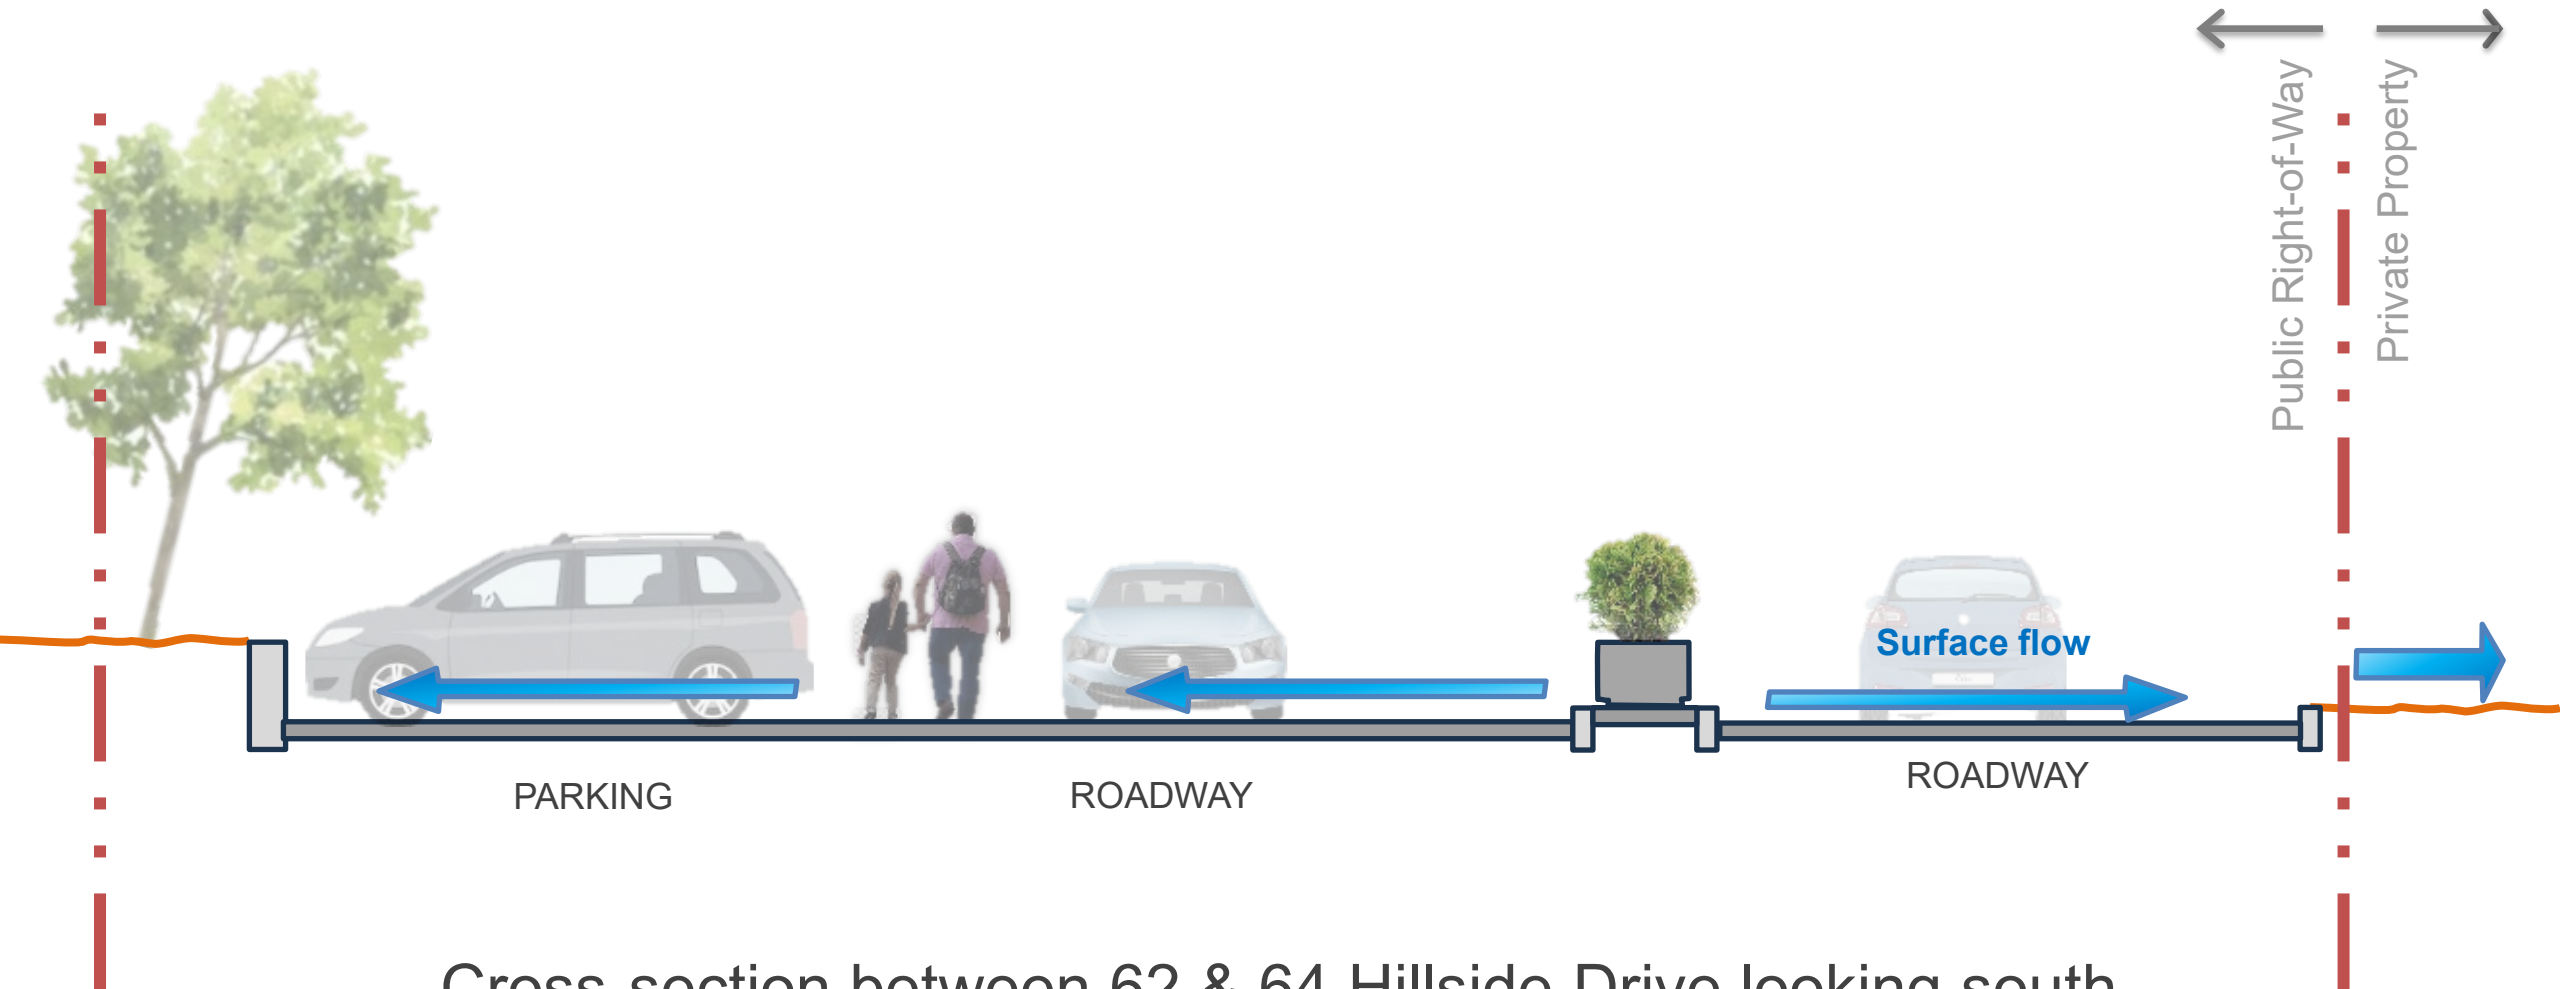 Public Right-of-Way
Private Property
Surface flow
PARKING
ROADWAY
ROADWAY
Cross-section between 62 & 64 Hillside Drive looking south